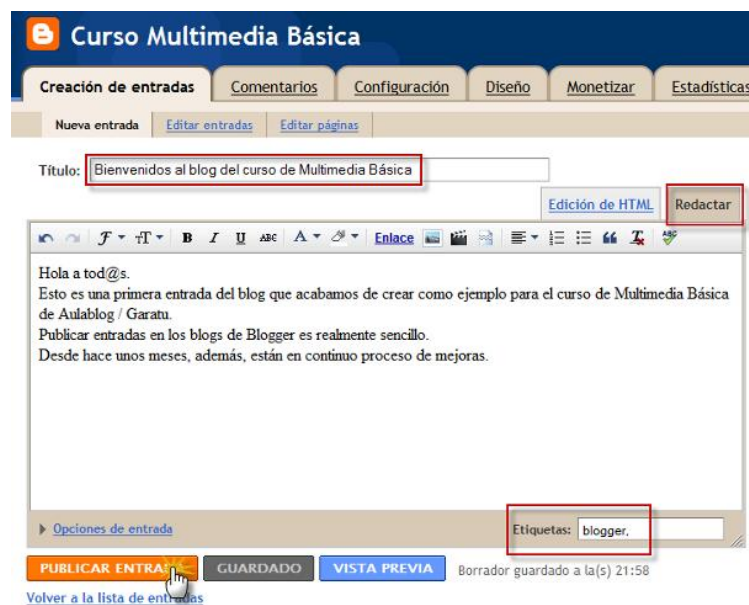 Curso Multimedia Básica
Creación de entradas Comentarios Configuración Diseño Monetizar Estadísticas
Nueva entrada Editar entradas Editar páginas
Título: Bienvenidos al blog del curso de Multimedia Básica
Edición de HTML Redactar
B I U ABC A Enlace ABC
Hola a tod@s.
Esto es una primera entrada del blog que acabamos de crear como ejemplo para el curso de Multimedia Básica
de Aulablog / Garatu.
Publicar entradas en los blogs de Blogger es realmente sencillo.
Desde hace unos meses, además, están en continuo proceso de mejoras.
Opciones de entrada Etiquetas: blogger,
PUBLICAR ENTRA GUARDADO VISTA PREVIA Borrador guardado a la(s) 21:58
Volver a la lista de entradas